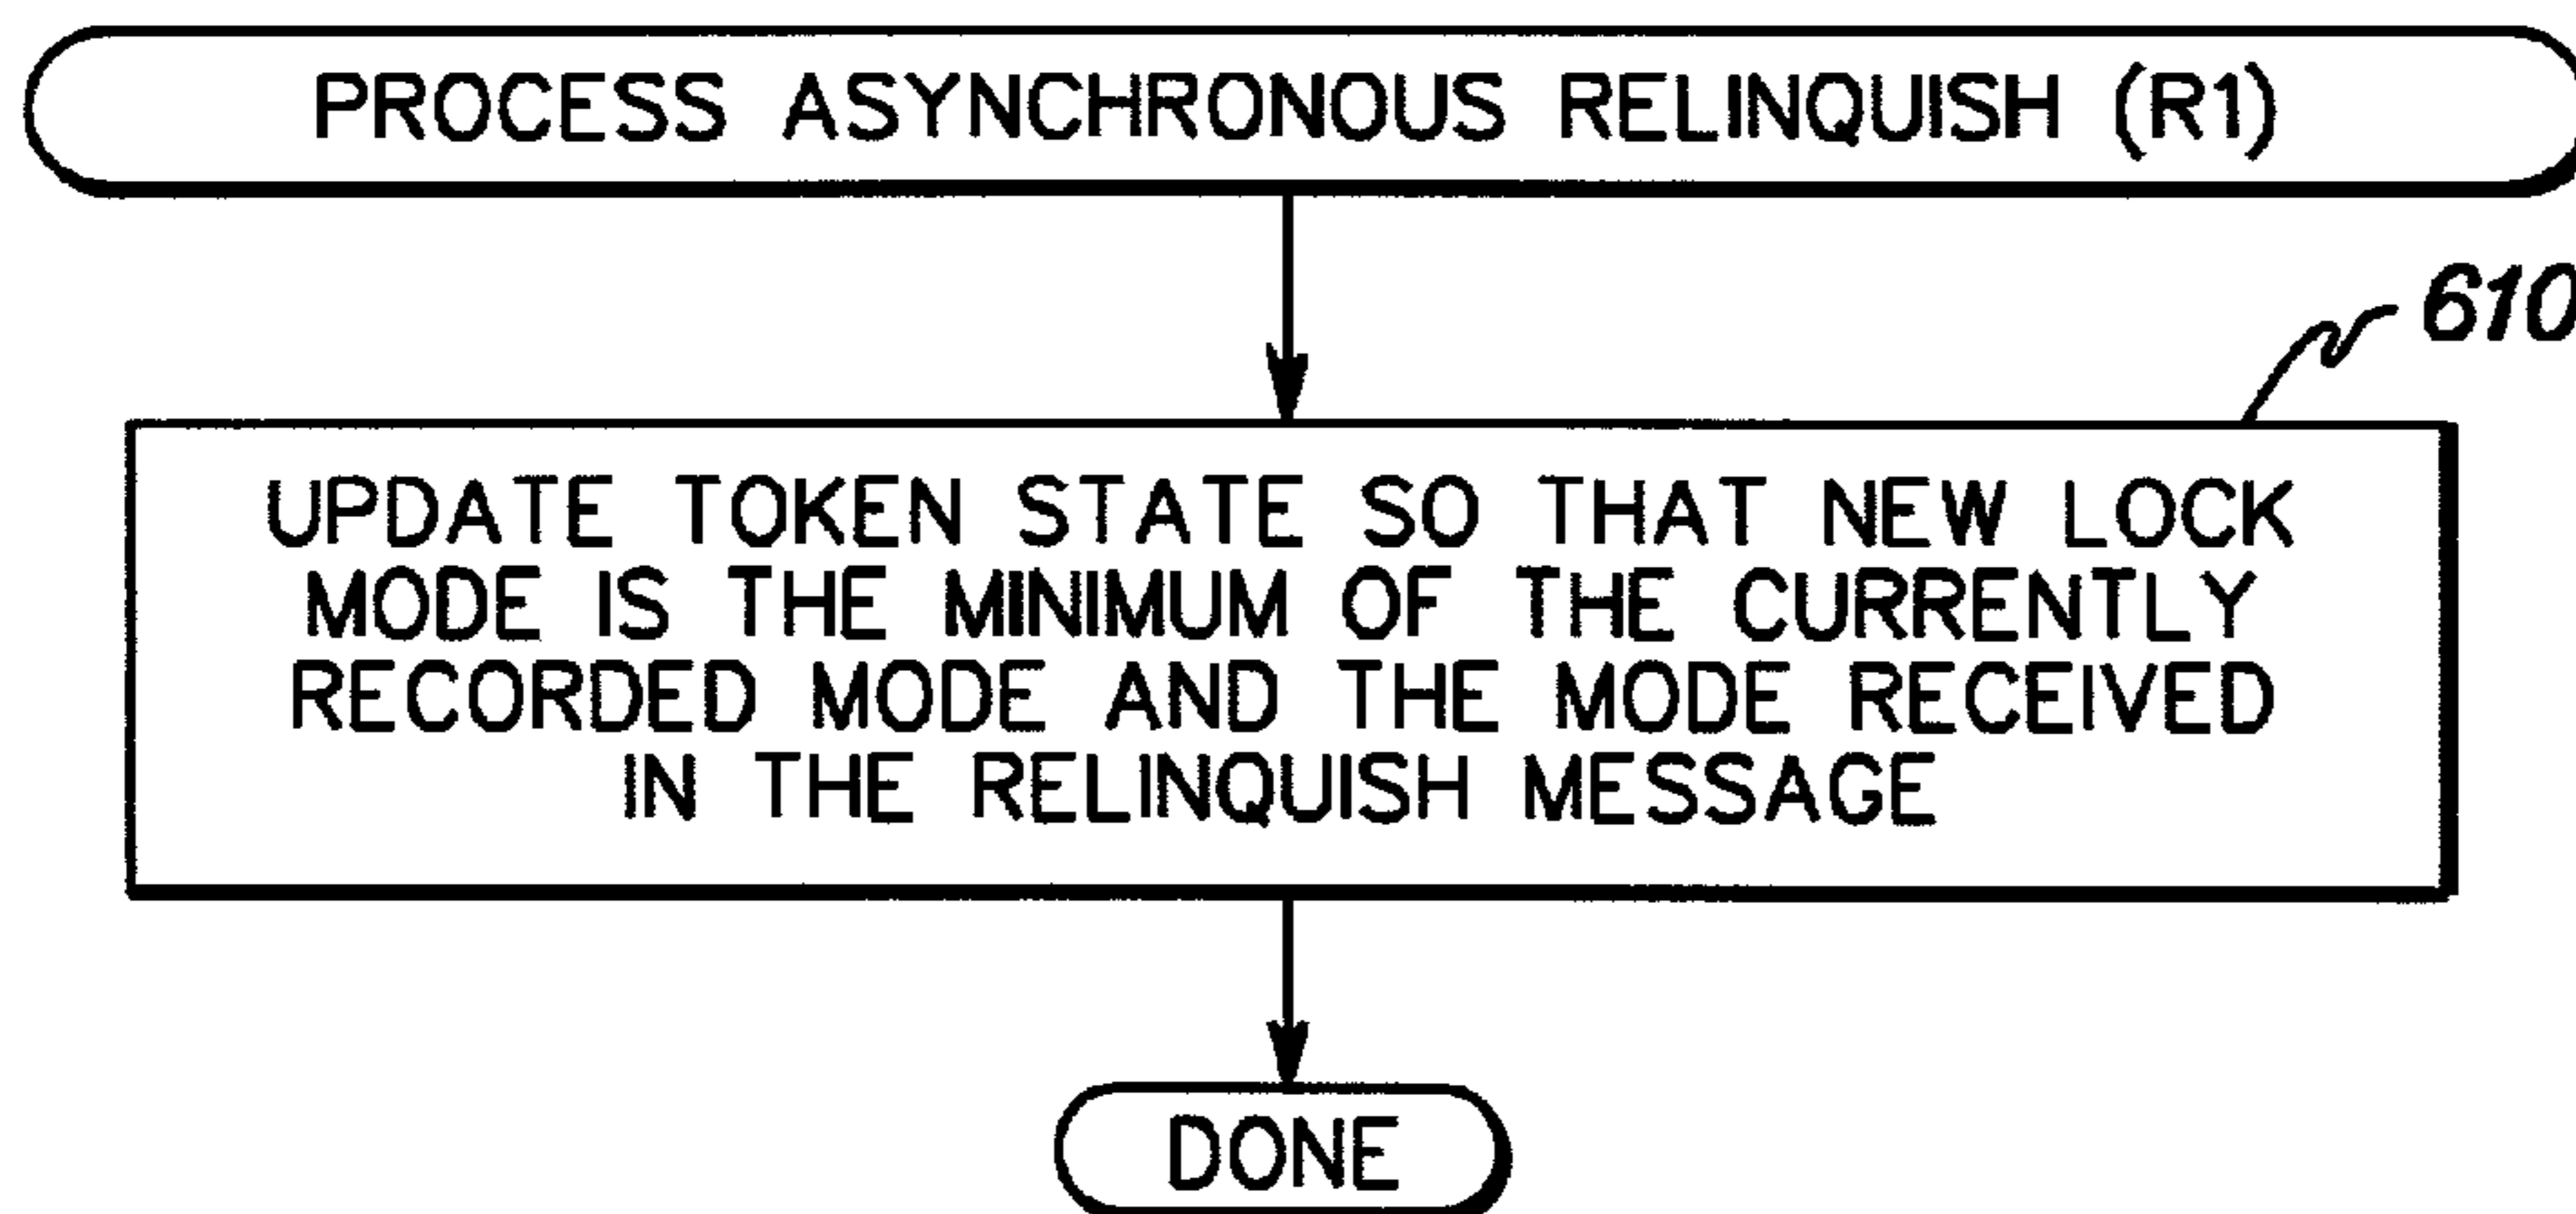 PROCESS ASYNCHRONOUS RELINQUISH (R1)
610
UPDATE TOKEN STATE SO THAT NEW LOCK
MODE IS THE MINIMUM OF THE CURRENTLY
RECORDED MODE AND THE MODE RECEIVED
IN THE RELINQUISH MESSAGE
DONE